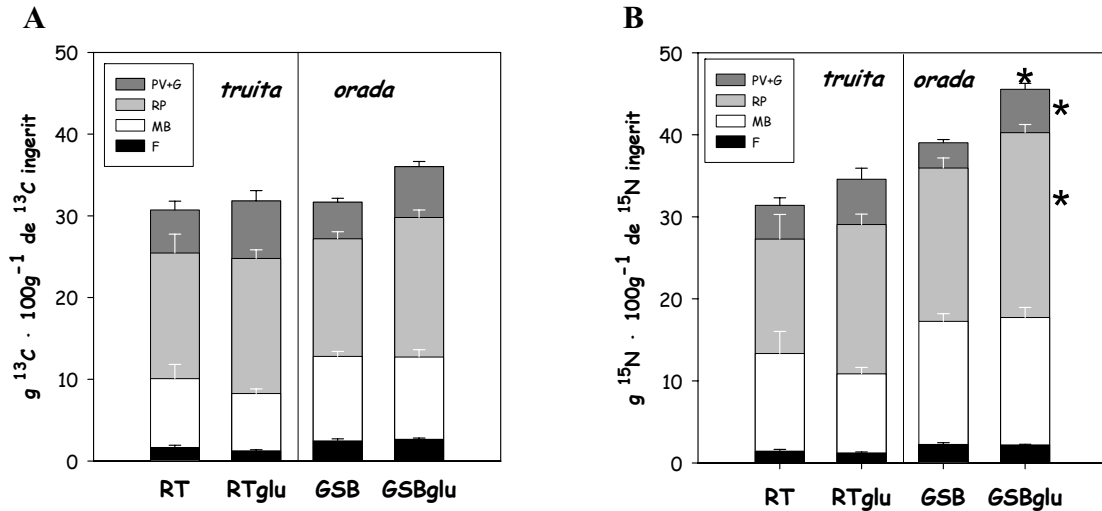 A
g ¹³C · 100g⁻¹ de ¹³C ingerit
50
40
30
20
10
0
PV+G
RP
MB
F
truita
orada
RT
RTglu
GSB
GSBglu
B
g ¹⁵N · 100g⁻¹ de ¹⁵N ingerit
50
40
30
20
10
0
PV+G
RP
MB
F
truita
orada
*
*
*
RT
RTglu
GSB
GSBglu